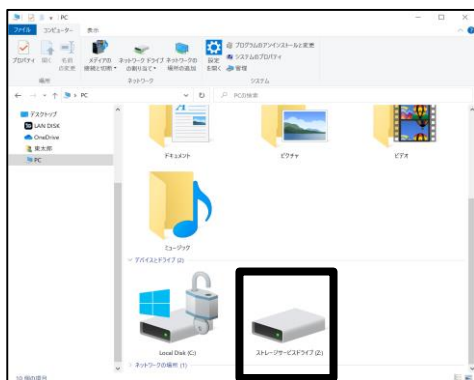 PC
ファイル コンピューター 表示
プロパティ 開く 名前の変更
メディアの接続と切断 ネットワーク ドライブの割り当て ネットワークの場所の追加
設定を開く
プログラムのアンインストールと変更
システムのプロパティ
管理
場所 ネットワーク システム
PC
PCの検索
デスクトップ
LAN DISK
OneDrive
東太郎
PC
ドキュメント ピクチャ ビデオ
ミュージック
デバイスとドライブ (2)
Local Disk (C:) ストレージサービスドライブ (Z:)
ネットワークの場所 (1)